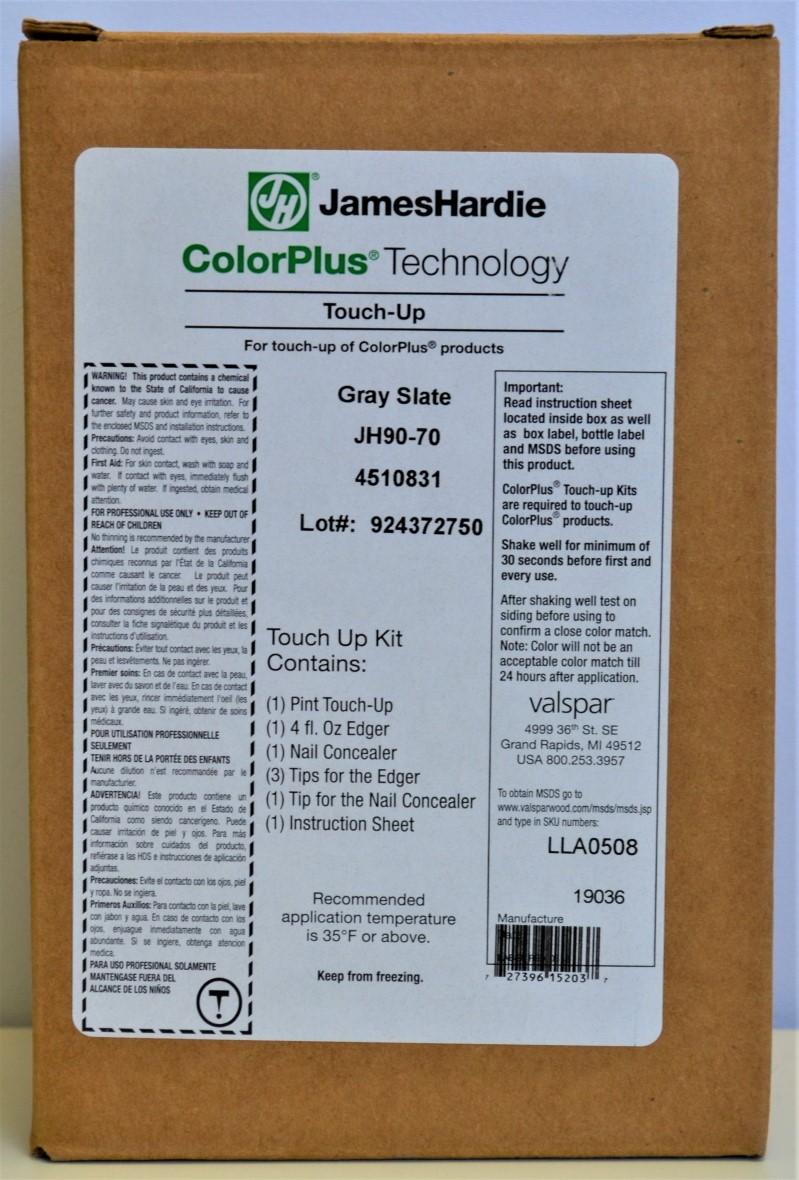 JH ® JamesHardie
ColorPlus® Technology
Touch-Up
For touch-up of ColorPlus® products
WARNING! This product contains a chemical
known to the State of California to cause
cancer. May cause skin and eye irritation. For
further safety and product information, refer to
the enclosed MSDS and installation instructions.
Precautions: Avoid contact with eyes, skin and
clothing. Do not ingest.
First Aid: For skin contact, wash with soap and
water. If contact with eyes, immediately flush
with plenty of water. If ingested, obtain medical
attention.
FOR PROFESSIONAL USE ONLY • KEEP OUT OF
REACH OF CHILDREN
No thinning is recommended by the manufacturer
Attention! Le produit contient des produits
chimiques reconnus par l'État de la California
comme causant le cancer. Le produit peut
causer l'irritation de la peau et des yeux. Pour
des informations additionnelles sur le produit et
pour des consignes de sécurité plus détaillées,
consulter la fiche signalétique du produit et les
instructions d'utilisation.
Précautions: Éviter tout contact avec les yeux, la
peau et lesvêtements. Ne pas ingérer.
Premier soins: En cas de contact avec la peau,
laver avec du savon et de l'eau. En cas de contact
avec les yeux, rincer immédiatement l'oeil (les
yeux) à grande eau. Si ingéré, obtenir de soins
médicaux.
POUR UTILISATION PROFESSIONNELLE
SEULEMENT
TENIR HORS DE LA PORTÉE DES ENFANTS
Aucune dilution n'est recommandée par le
manufacturier.
ADVERTENCIA! Este producto contiene un
producto químico conocido en el Estado de
California como siendo cancerígeno. Puede
causar irritación de piel y ojos. Para más
información sobre cuidados del producto,
refiérase a las HDS e instrucciones de aplicación
adjuntas.
Precauciones: Evite el contacto con los ojos, piel
y ropa. No se ingiera.
Primeros Auxilios: Para contacto con la piel, lave
con jabon y agua. En caso de contacto con los
ojos, enjuague inmediatamente con agua
abundante. Si se ingiere, obtenga atencion
medica.
PARA USO PROFESIONAL SOLAMENTE
MANTENGASE FUERA DEL
ALCANCE DE LOS NIÑOS
T
Gray Slate
JH90-70
4510831
Lot#: 924372750
Touch Up Kit
Contains:
(1) Pint Touch-Up
(1) 4 fl. Oz Edger
(1) Nail Concealer
(3) Tips for the Edger
(1) Tip for the Nail Concealer
(1) Instruction Sheet
Recommended
application temperature
is 35°F or above.
Keep from freezing.
Important:
Read instruction sheet
located inside box as well
as box label, bottle label
and MSDS before using
this product.
ColorPlus® Touch-up Kits
are required to touch-up
ColorPlus® products.
Shake well for minimum of
30 seconds before first and
every use.
After shaking well test on
siding before using to
confirm a close color match.
Note: Color will not be an
acceptable color match till
24 hours after application.
valspar
4999 36th St. SE
Grand Rapids, MI 49512
USA 800.253.3957
To obtain MSDS go to
www.valsparwood.com/msds/msds.jsp
and type in SKU numbers:
LLA0508
19036
Manufacture
7 27396 15203 7